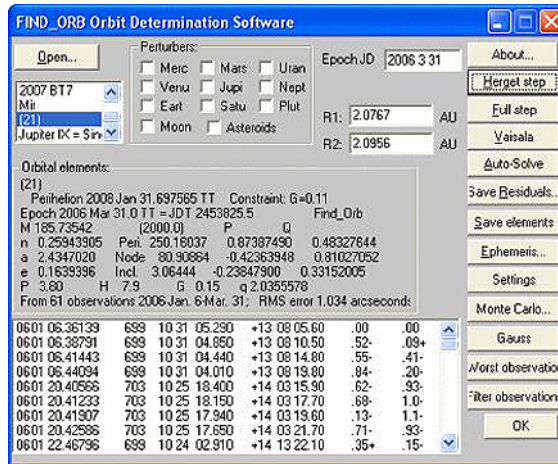 FIND_ORB Orbit Determination Software
Open...
Perturbers:
Merc Mars Uran
Venu Jupi Nept
Eart Satu Plut
Moon Asteroids
Epoch JD 2006 3 31
R1: 2.0767 AU
R2: 2.0956 AU
2007 BT7
Mir
(21)
Jupiter IX = Sin
About...
Herget step
Full step
Vaisala
Auto-Solve
Save Residuals..
Save elements
Ephemeris...
Settings
Monte Carlo...
Gauss
Worst observatio
Filter observation
OK
Orbital elements:
(21)
Perihelion 2008 Jan 31.697565 TT Constraint: G=0.11
Epoch 2006 Mar 31.0 TT = JDT 2453825.5 Find_Orb
M 185.73542 (2000.0) P Q
n 0.25943905 Peri. 250.16037 0.87387490 0.48327644
a 2.4347020 Node 80.90864 -0.42363948 0.81027052
e 0.1639396 Incl. 3.06444 -0.23847900 0.33152005
P 3.80 H 7.9 G 0.15 q 2.0355578
From 61 observations 2006 Jan. 6-Mar. 31; RMS error 1.034 arcseconds
0601 06.36139 699 10 31 05.290 +13 08 05.60 .00 .00
0601 06.38791 699 10 31 04.850 +13 08 10.50 .52- .09+
0601 06.41443 699 10 31 04.440 +13 08 14.80 .55- .41-
0601 06.44094 699 10 31 04.010 +13 08 19.80 .84- .20-
0601 20.40566 703 10 25 18.400 +14 03 15.90 .62- .93-
0601 20.41233 703 10 25 18.150 +14 03 17.70 .68- 1.0-
0601 20.41907 703 10 25 17.940 +14 03 19.60 .13- 1.1-
0601 20.42586 703 10 25 17.650 +14 03 21.70 .71- .93-
0601 22.46796 699 10 24 02.910 +14 13 22.10 .35+ .15-